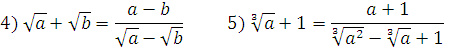 4) √a + √b = (a − b)/(√a − √b) 5) ∛a + 1 = (a + 1)/(∛a² − ∛a + 1)